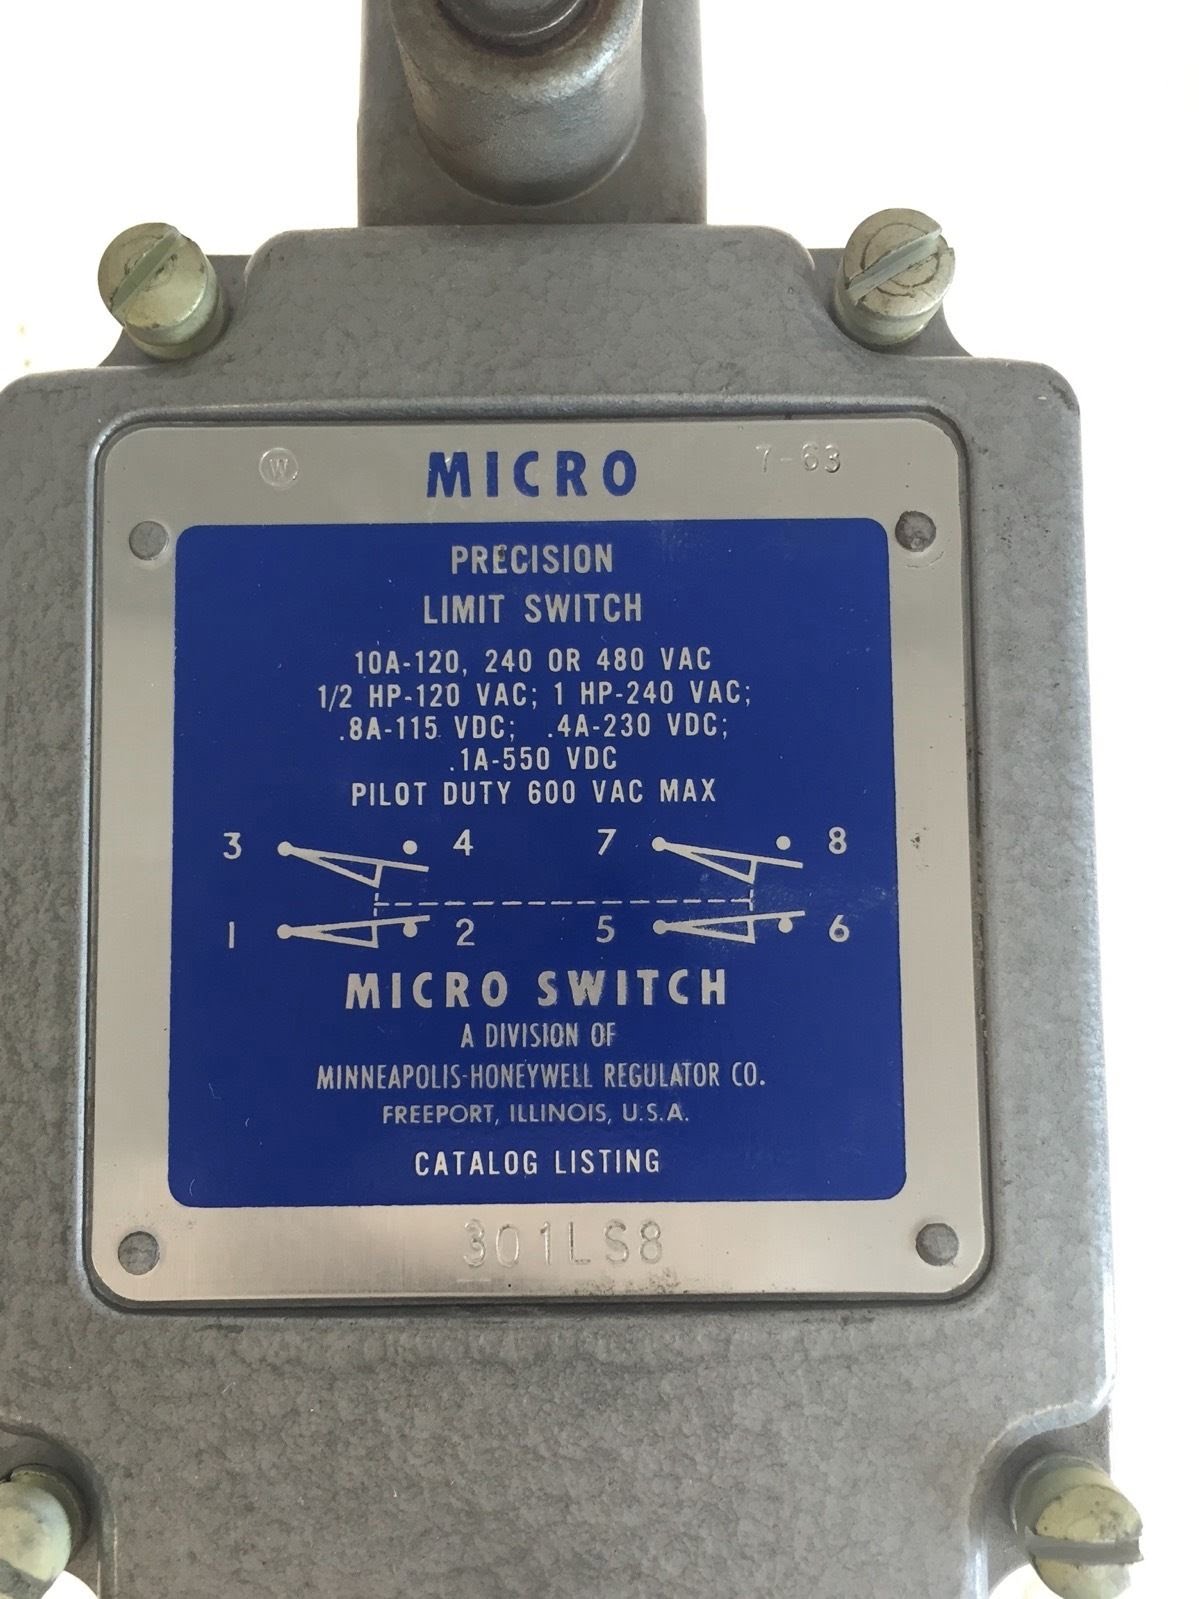 W MICRO 7-63
PRECISION
LIMIT SWITCH
10A-120, 240 OR 480 VAC
1/2 HP-120 VAC; 1 HP-240 VAC;
.8A-115 VDC; .4A-230 VDC;
.1A-550 VDC
PILOT DUTY 600 VAC MAX
3 4 7 8
1 2 5 6
MICRO SWITCH
A DIVISION OF
MINNEAPOLIS-HONEYWELL REGULATOR CO.
FREEPORT, ILLINOIS, U.S.A.
CATALOG LISTING
301LS8